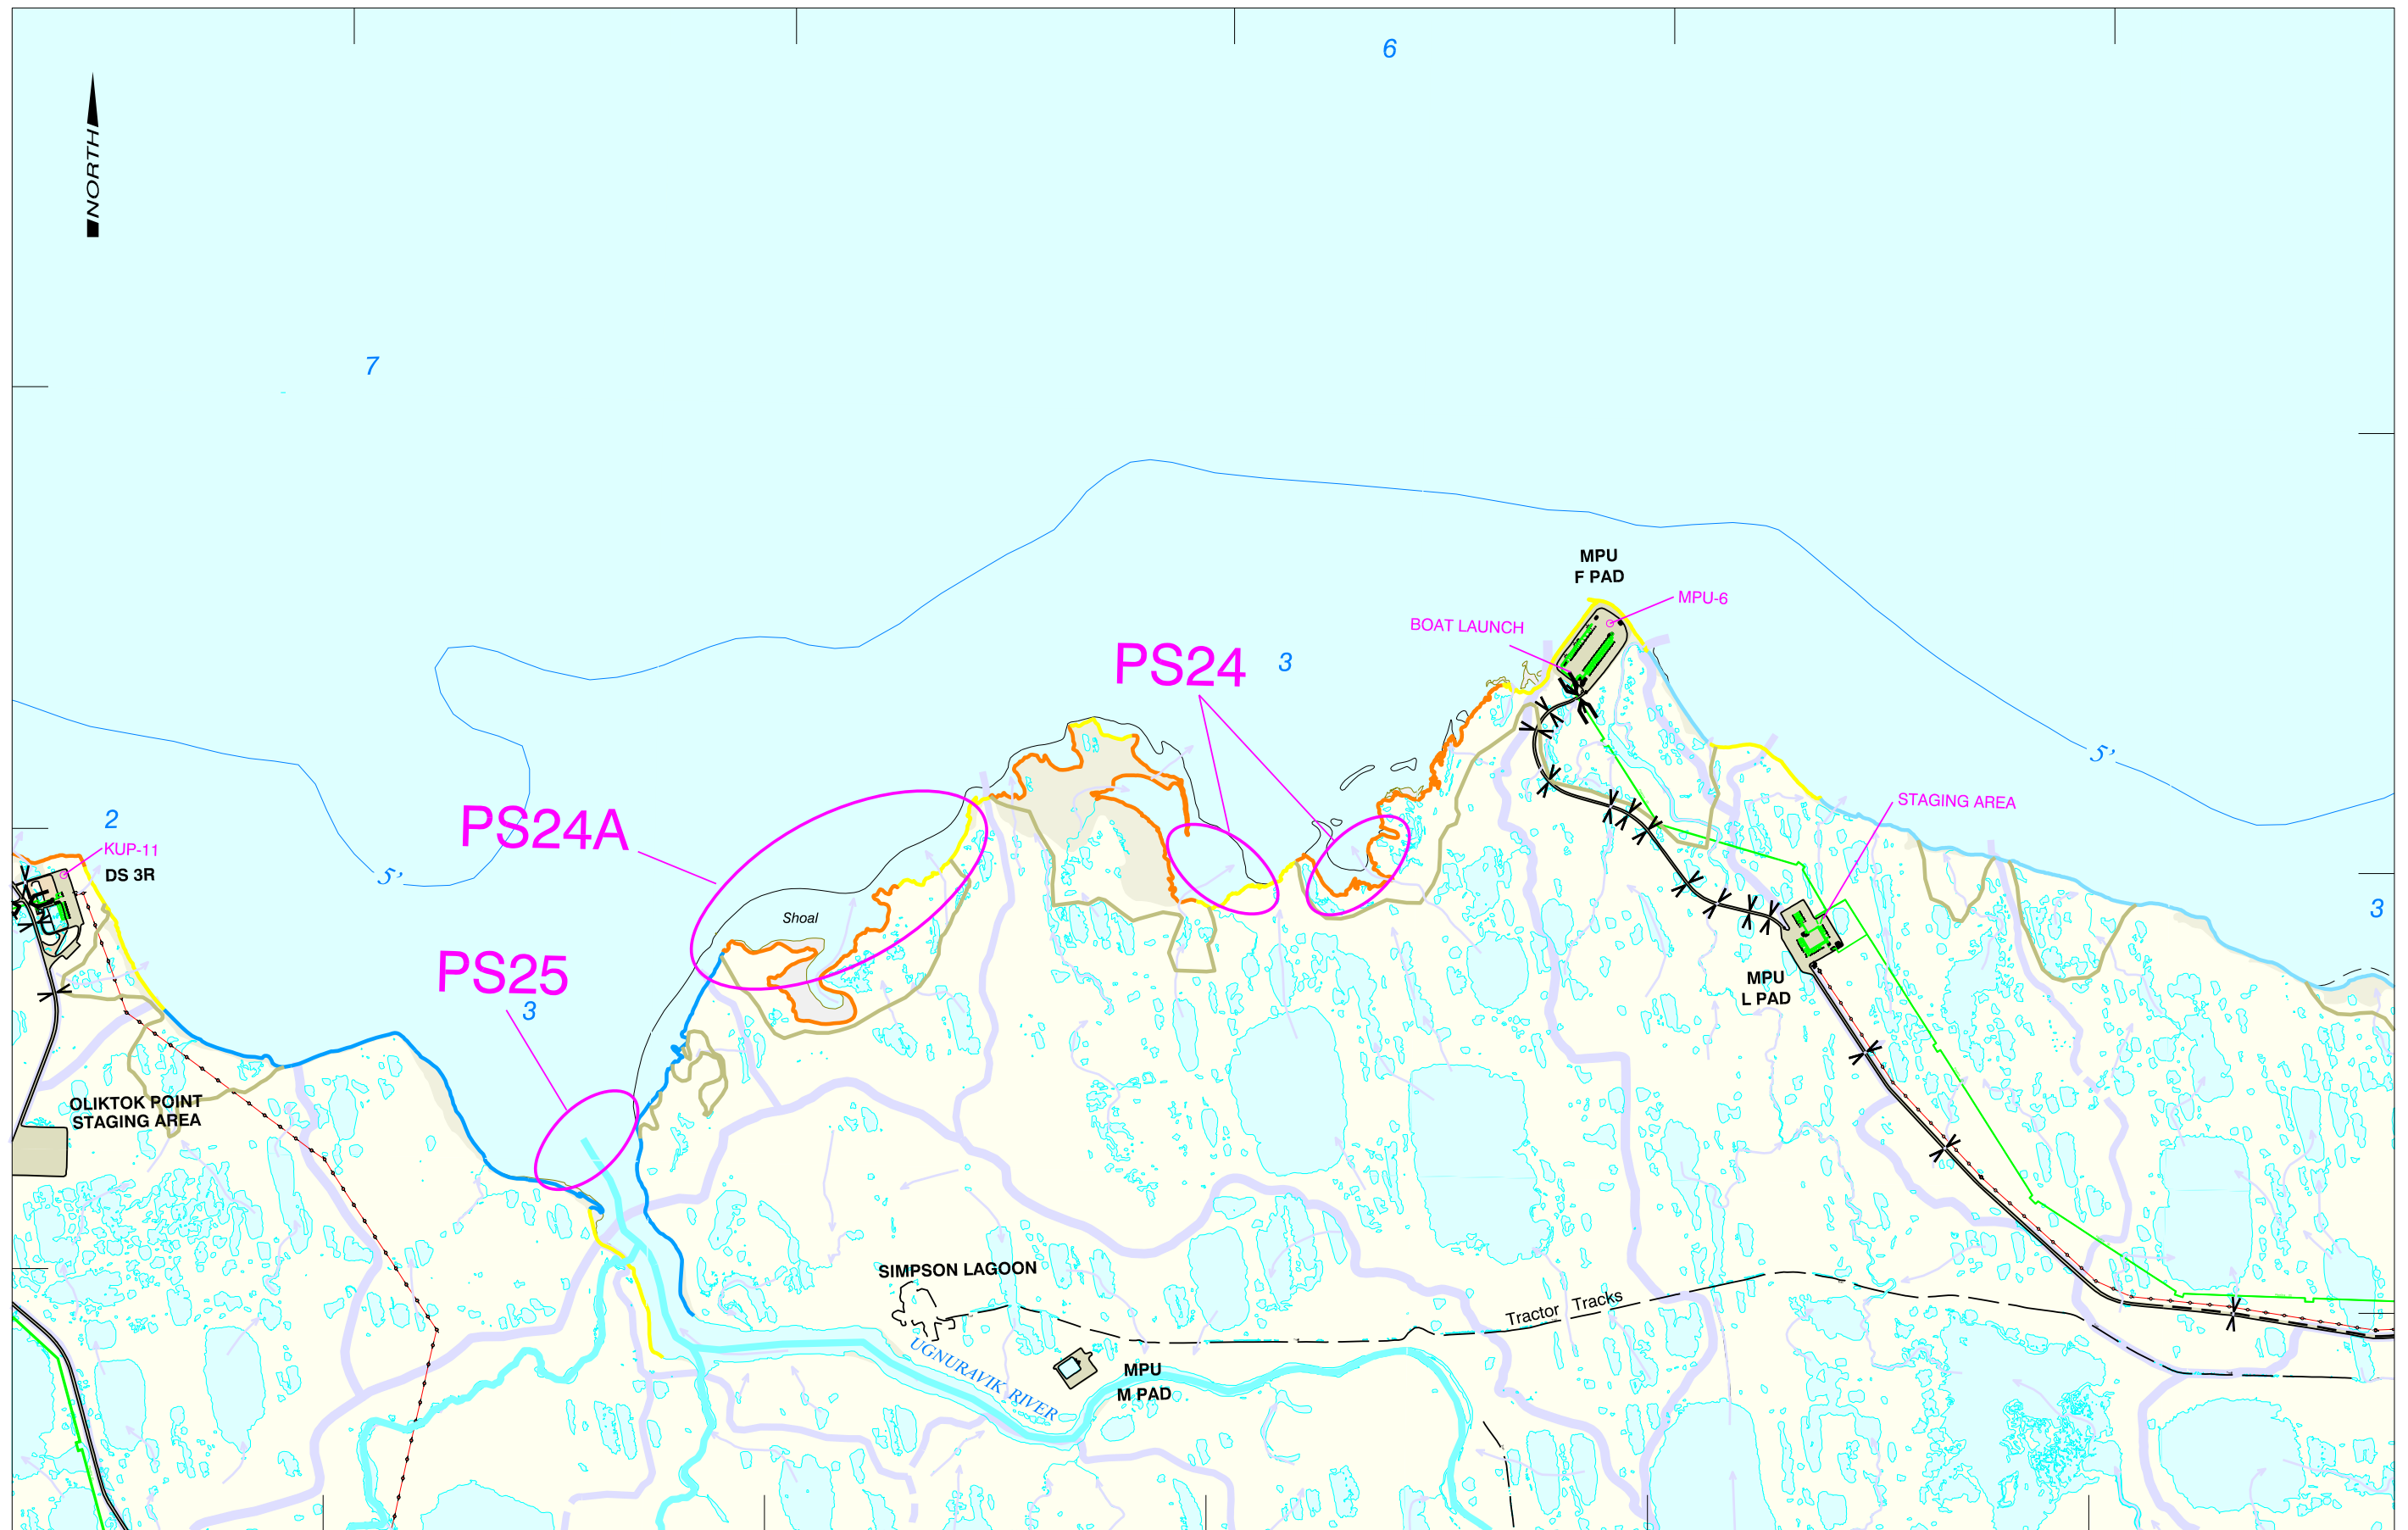 6
NORTH
7
MPU
F PAD
MPU-6
BOAT LAUNCH
PS24
3
5'
STAGING AREA
PS24A
2
KUP-11
DS 3R
5'
3
Shoal
PS25
3
MPU
L PAD
OLIKTOK POINT
STAGING AREA
SIMPSON LAGOON
Tractor Tracks
UGNURAVIK RIVER
MPU
M PAD